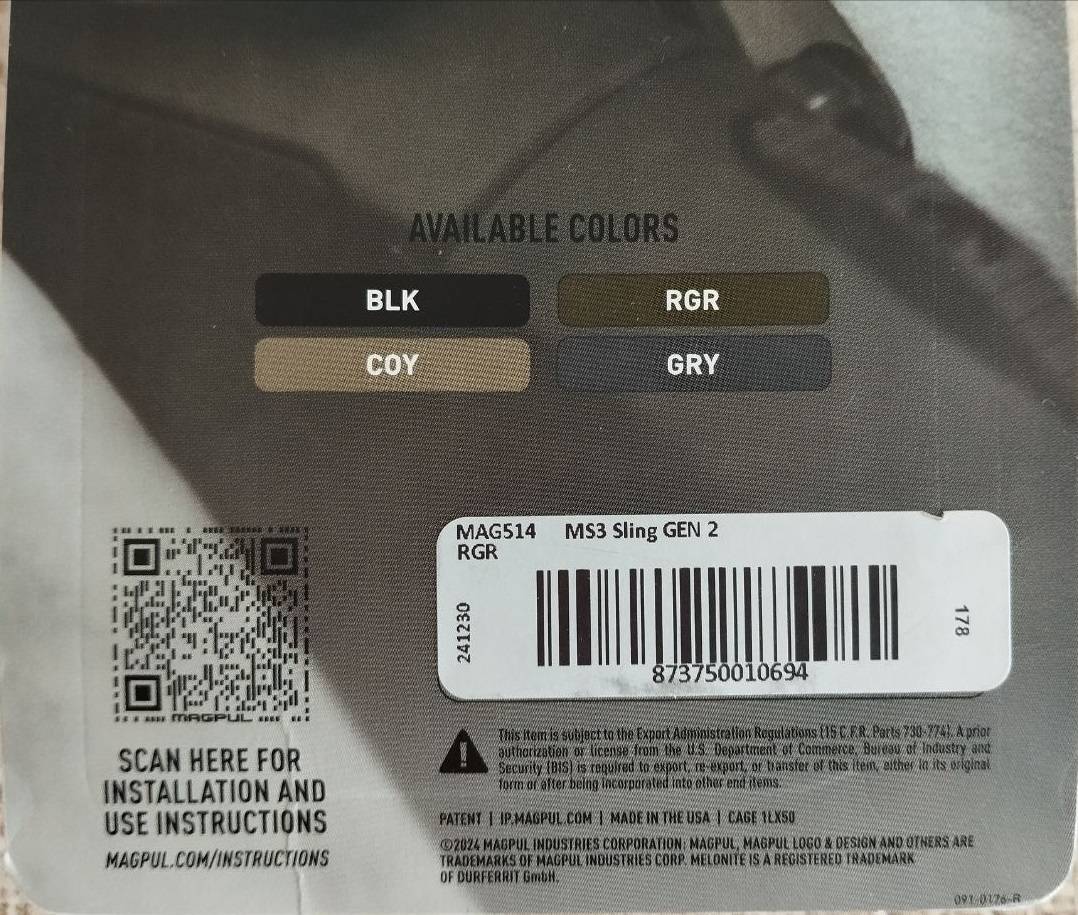 AVAILABLE COLORS
BLK
RGR
COY
GRY
MAG514 MS3 Sling GEN 2
RGR
241230
178
873750010694
MAGPUL
SCAN HERE FOR
INSTALLATION AND
USE INSTRUCTIONS
MAGPUL.COM/INSTRUCTIONS
This item is subject to the Export Administration Regulations (15 C.F.R. Parts 730-774). A prior
authorization or license from the U.S. Department of Commerce, Bureau of Industry and
Security (BIS) is required to export, re-export, or transfer of this item, either in its original
form or after being incorporated into other end items.
PATENT | IP.MAGPUL.COM | MADE IN THE USA | CAGE 1LX50
©2024 MAGPUL INDUSTRIES CORPORATION: MAGPUL, MAGPUL LOGO & DESIGN AND OTHERS ARE
TRADEMARKS OF MAGPUL INDUSTRIES CORP. MELONITE IS A REGISTERED TRADEMARK
OF DURFERRIT GmbH.
091-0176-R